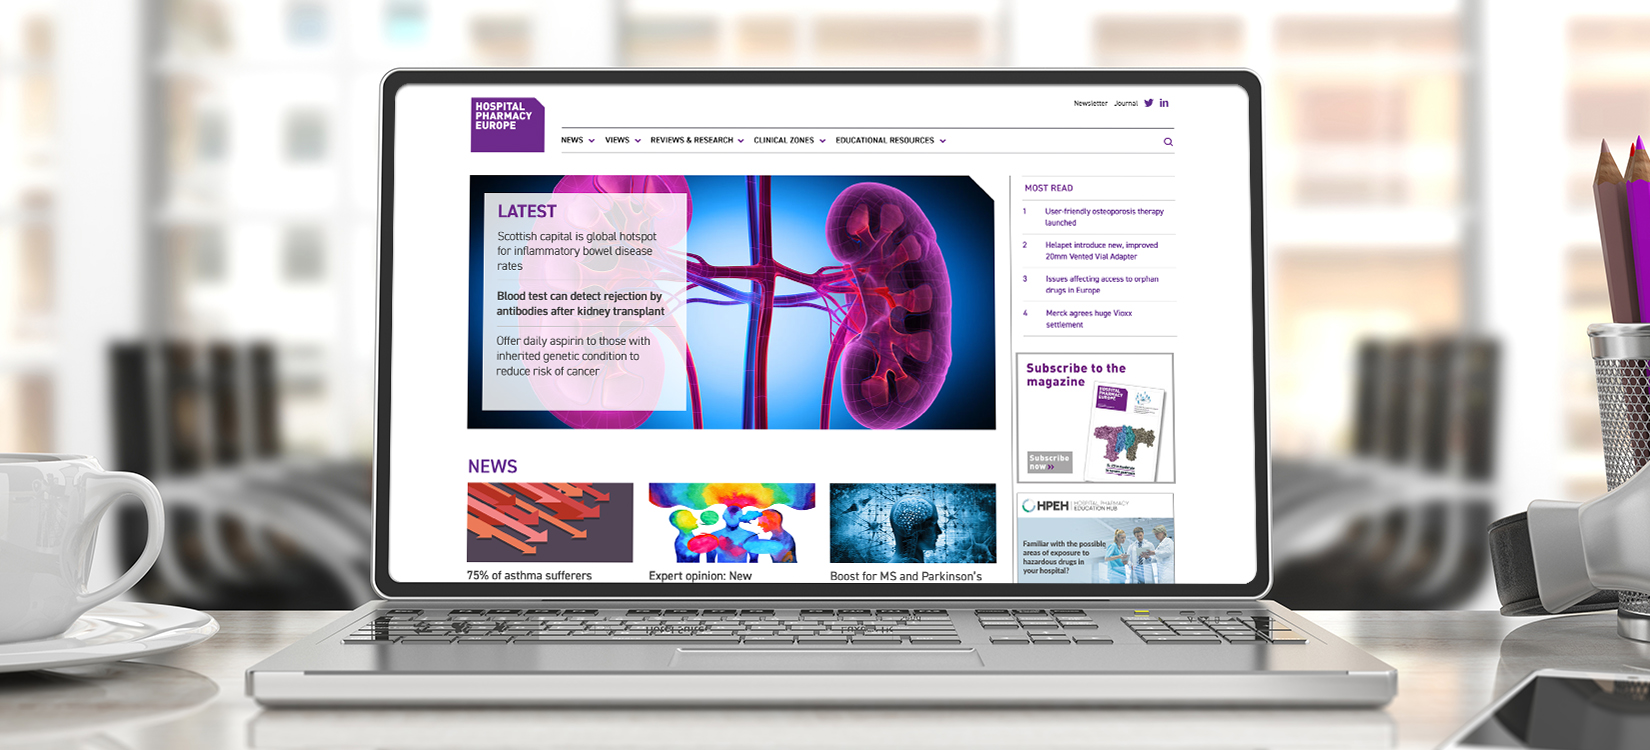 HOSPITAL
PHARMACY
EUROPE
Newsletter Journal
NEWS VIEWS REVIEWS & RESEARCH CLINICAL ZONES EDUCATIONAL RESOURCES
LATEST
Scottish capital is global hotspot
for inflammatory bowel disease
rates
Blood test can detect rejection by
antibodies after kidney transplant
Offer daily aspirin to those with
inherited genetic condition to
reduce risk of cancer
MOST READ
1 User-friendly osteoporosis therapy
launched
2 Helapet introduce new, improved
20mm Vented Vial Adapter
3 Issues affecting access to orphan
drugs in Europe
4 Merck agrees huge Vioxx
settlement
Subscribe to the
magazine
HOSPITAL
PHARMACY
EUROPE
Subscribe
now »
HPEH HOSPITAL PHARMACY
EDUCATION HUB
Familiar with the possible
areas of exposure to
hazardous drugs in
your hospital?
NEWS
75% of asthma sufferers
Expert opinion: New
Boost for MS and Parkinson's